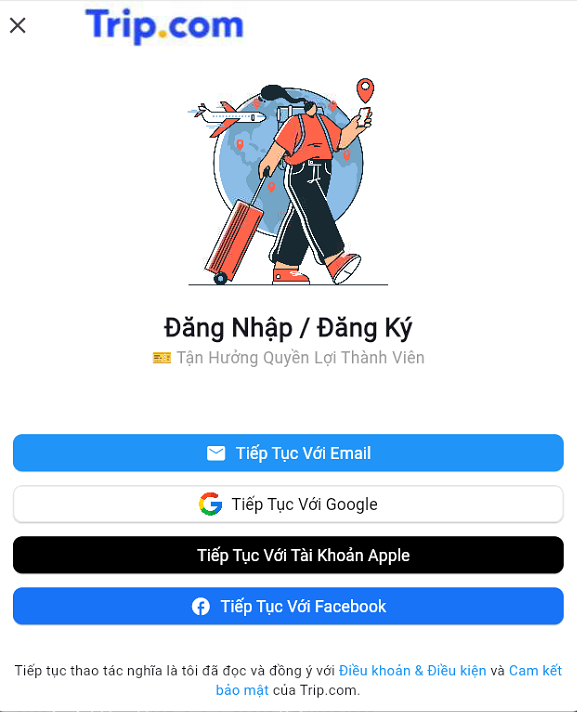 Trip.com
Đăng Nhập / Đăng Ký
Tận Hưởng Quyền Lợi Thành Viên
Tiếp Tục Với Email
Tiếp Tục Với Google
Tiếp Tục Với Tài Khoản Apple
Tiếp Tục Với Facebook
Tiếp tục thao tác nghĩa là tôi đã đọc và đồng ý với Điều khoản & Điều kiện và Cam kết
bảo mật của Trip.com.